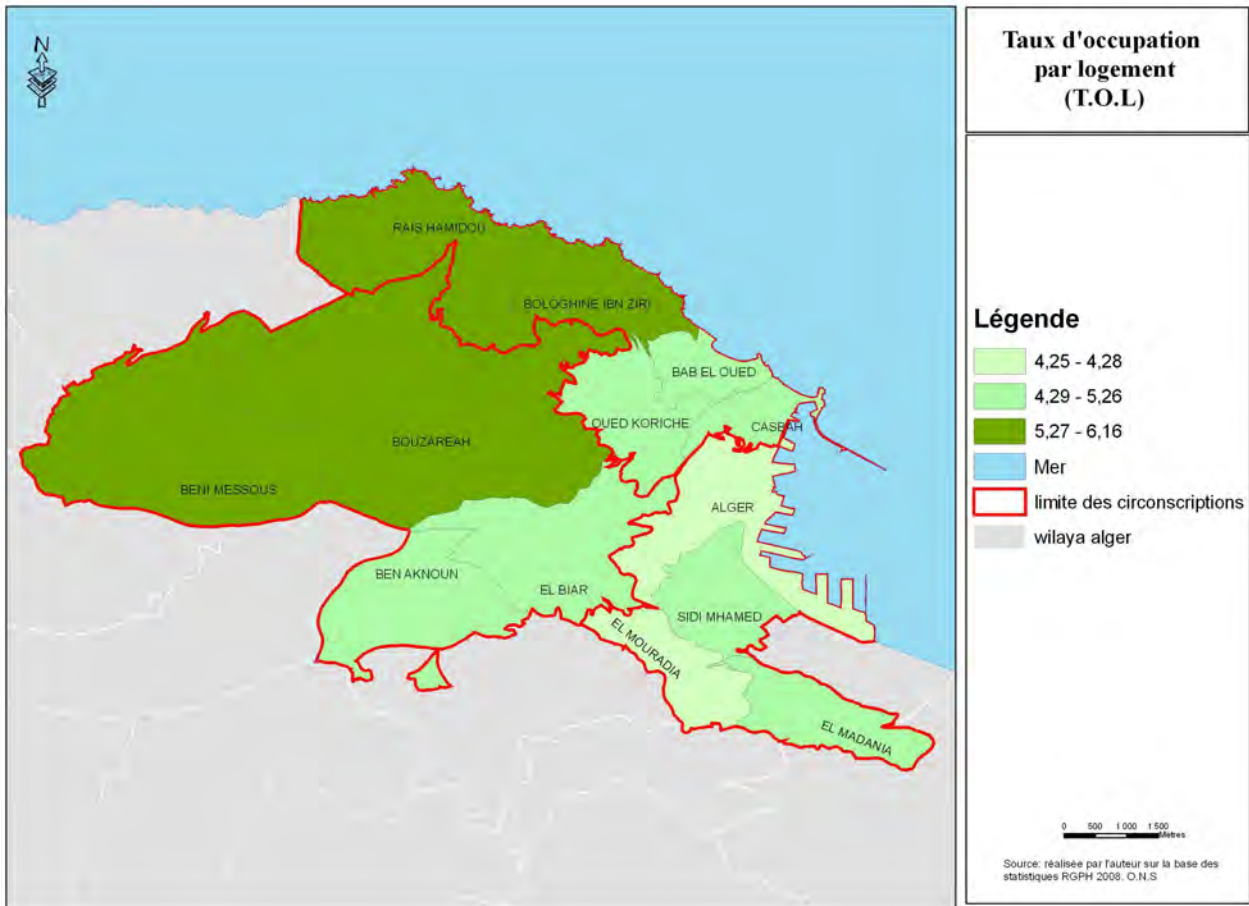 Taux d'occupation
par logement
(T.O.L)
N
RAIS HAMIDOU
BOLOGHINE IBN ZIRI
BAB EL OUED
OUED KORICHE
CASBAH
BOUZAREAH
BENI MESSOUS
ALGER
BEN AKNOUN
EL BIAR
SIDI MHAMED
EL MOURADIA
EL MADANIA
Légende
4,25 - 4,28
4,29 - 5,26
5,27 - 6,16
Mer
limite des circonscriptions
wilaya alger
0 500 1 000 1 500
Mètres
Source: réalisée par l'auteur sur la base des
statistiques RGPH 2008. O.N.S